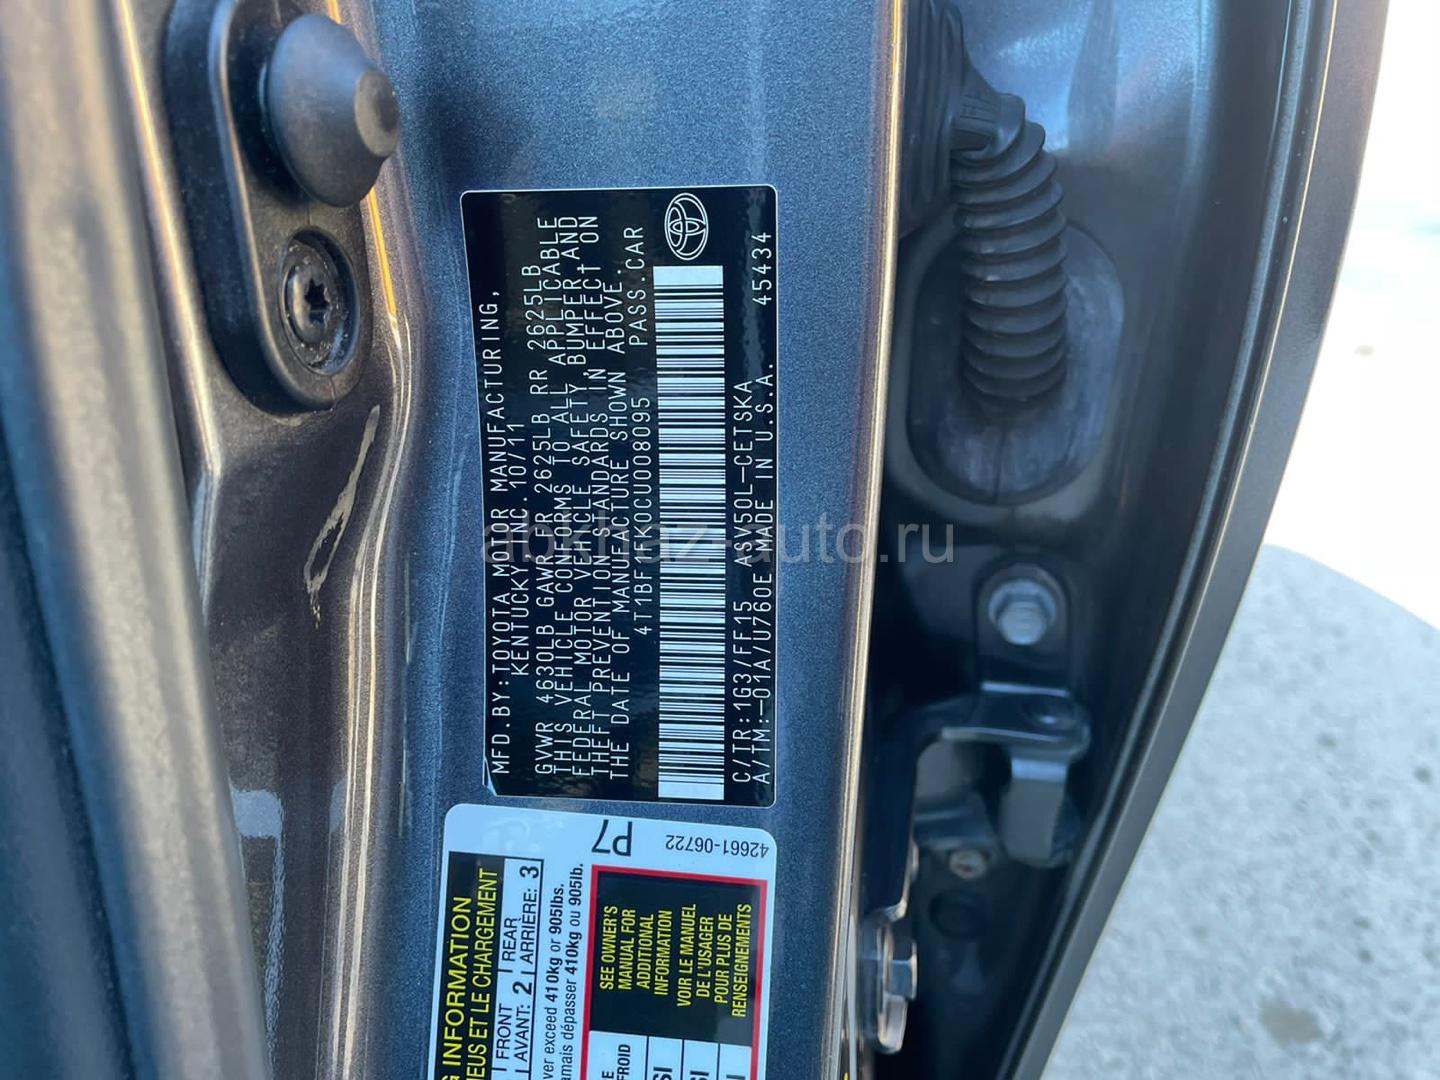 MFD.BY:TOYOTA MOTOR MANUFACTURING,
KENTUCKY,INC. 10/11
GVWR 4630LB GAWR FR 2625LB RR 2625LB
THIS VEHICLE CONFORMS TO ALL APPLICABLE
FEDERAL MOTOR VEHICLE SAFETY, BUMPER, AND
THEFT PREVENTION STANDARDS IN EFFECT ON
THE DATE OF MANUFACTURE SHOWN ABOVE.
4T1BF1FK0CU008095 PASS.CAR
C/TR:1G3/FF15 ASV50L-CETSKA
A/TM:-01A/U760E MADE IN U.S.A. 45434
abkhaz-auto.ru
P7
42661-06722
INFORMATION
ET LE CHARGEMENT
FRONT
AVANT: 2
REAR
ARRIÈRE: 3
exceed 410kg or 905lbs.
jamais dépasser 410kg ou 905lb.
SEE OWNER'S
MANUAL FOR
ADDITIONAL
INFORMATION
VOIR LE MANUEL
DE L'USAGER
POUR PLUS DE
RENSEIGNEMENTS
FROID